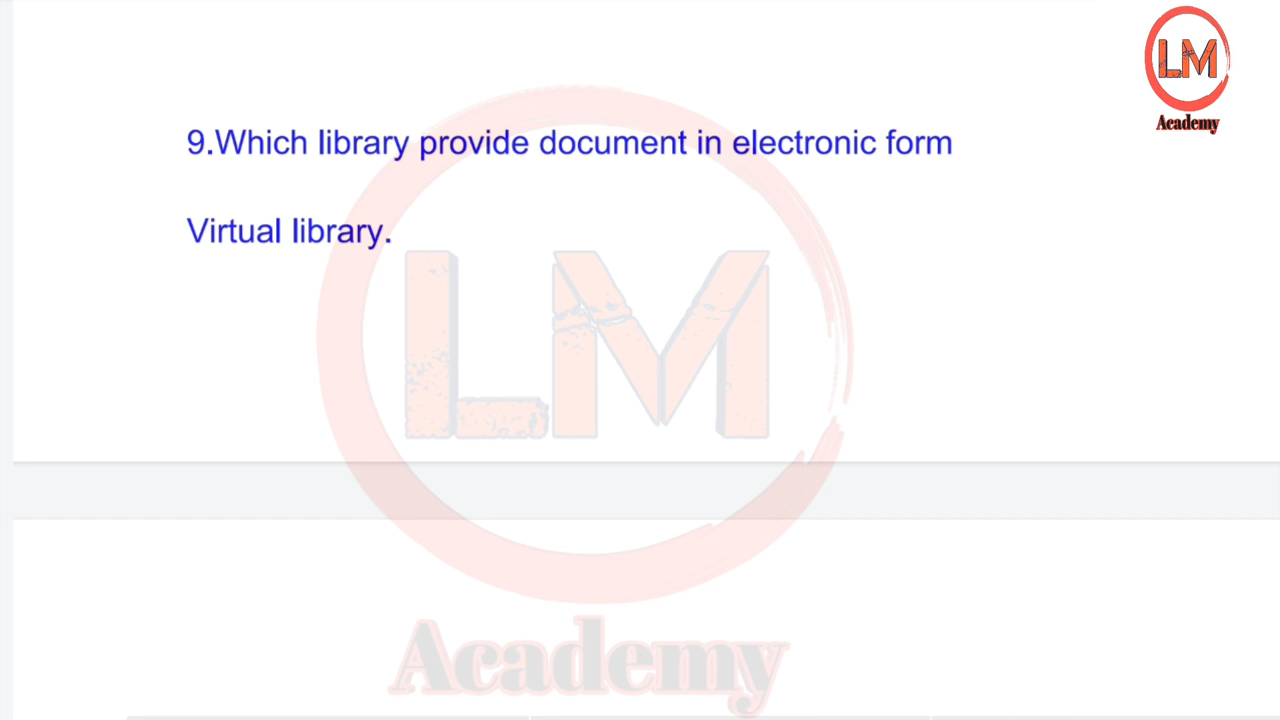 LM
Academy
9.Which library provide document in electronic form
Virtual library.
LM
Academy